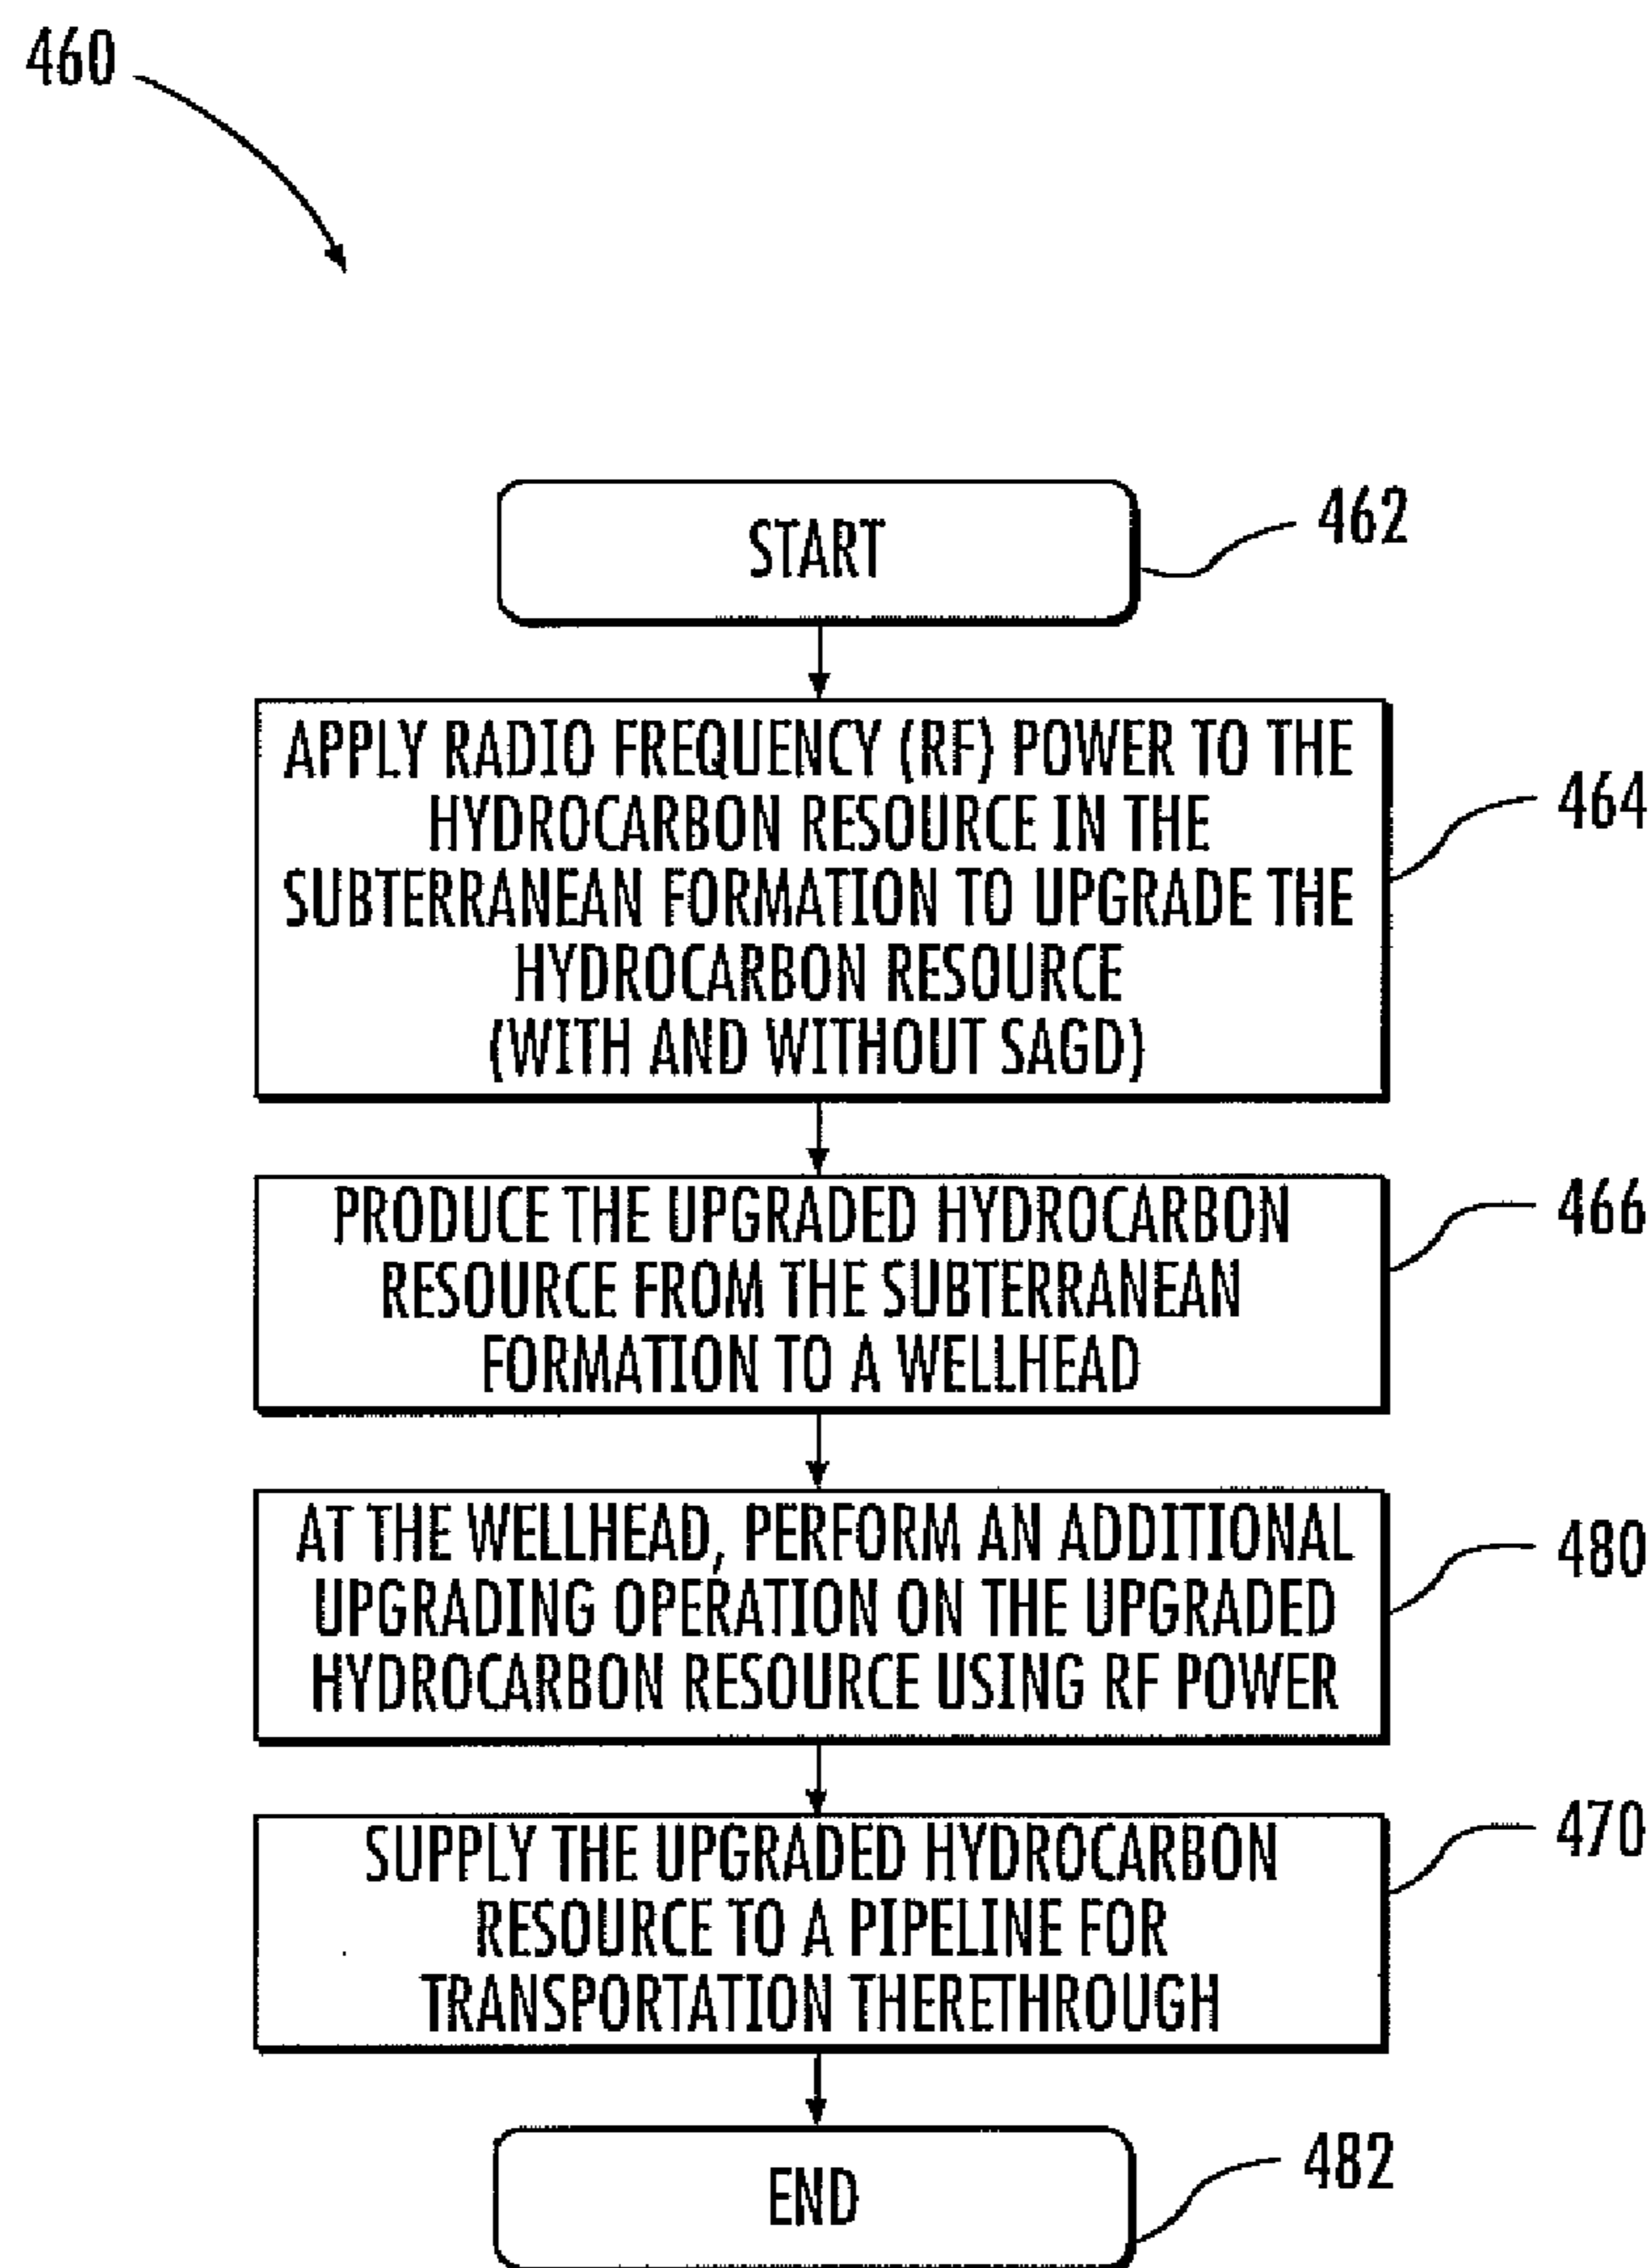 460
START
462
APPLY RADIO FREQUENCY (RF) POWER TO THE
HYDROCARBON RESOURCE IN THE
SUBTERRANEAN FORMATION TO UPGRADE THE
HYDROCARBON RESOURCE
(WITH AND WITHOUT SAGD)
464
PRODUCE THE UPGRADED HYDROCARBON
RESOURCE FROM THE SUBTERRANEAN
FORMATION TO A WELLHEAD
466
AT THE WELLHEAD, PERFORM AN ADDITIONAL
UPGRADING OPERATION ON THE UPGRADED
HYDROCARBON RESOURCE USING RF POWER
480
SUPPLY THE UPGRADED HYDROCARBON
RESOURCE TO A PIPELINE FOR
TRANSPORTATION THERETHROUGH
470
END
482